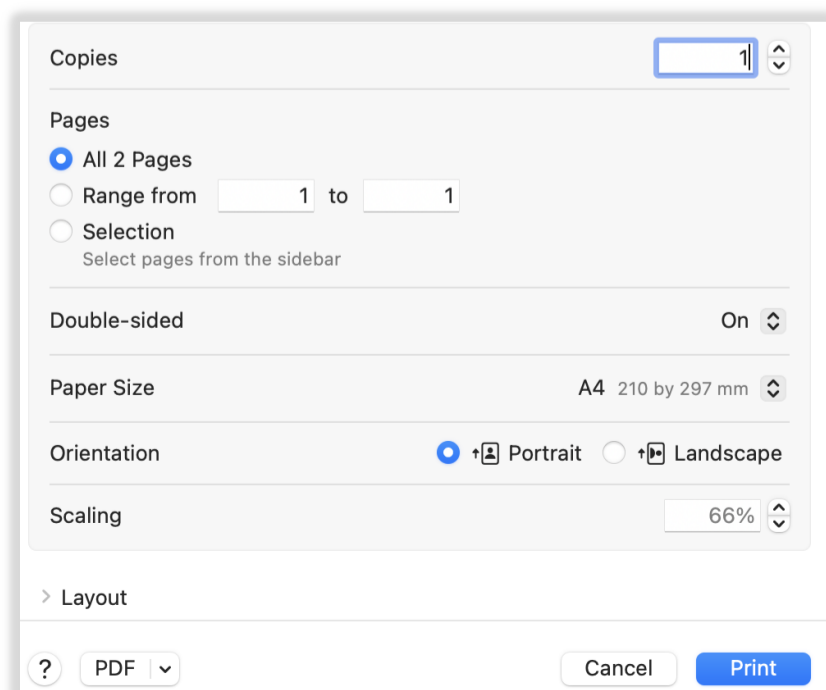 Copies 1
Pages
All 2 Pages
Range from 1 to 1
Selection
Select pages from the sidebar
Double-sided On
Paper Size A4 210 by 297 mm
Orientation Portrait Landscape
Scaling 66%
Layout
? PDF Cancel Print